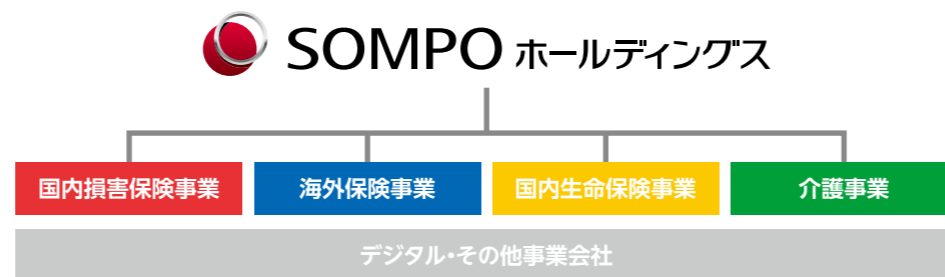 SOMPO ホールディングス
国内損害保険事業
海外保険事業
国内生命保険事業
介護事業
デジタル・その他事業会社